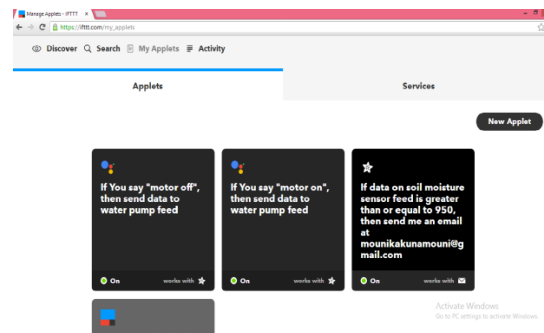 Manage Applets - IFTTT
https://ifttt.com/my_applets
Discover Search My Applets Activity
Applets Services
New Applet
If You say "motor off",
then send data to
water pump feed
On works with
If You say "motor on",
then send data to
water pump feed
On works with
If data on soil moisture
sensor feed is greater
than or equal to 950,
then send me an email
at
mounikakunamouni@g
mail.com
On works with
Activate Windows
Go to PC settings to activate Windows.